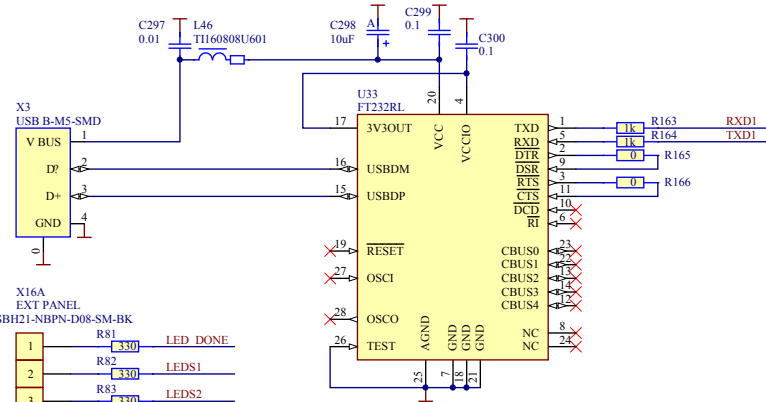 C297
0.01
L46
TI160808U601
C298
10uF
A
+
C299
0.1
C300
0.1
X3
USB B-M5-SMD
V BUS 1
D? 2
D+ 3
GND 4
0
U33
FT232RL
20
4
VCC
VCCIO
17 3V3OUT
16 USBDM
15 USBDP
19 RESET
27 OSCI
28 OSCO
26 TEST
AGND
GND
GND
GND
25
7
18
21
TXD 1
RXD 5
DTR 2
DSR 9
RTS 3
CTS 11
DCD 10
RI 6
CBUS0 23
CBUS1 22
CBUS2 13
CBUS3 14
CBUS4 12
NC 8
NC 24
1k R163 RXD1
1k R164 TXD1
0 R165
0 R166
X16A
EXT PANEL
SBH21-NBPN-D08-SM-BK
1 R81 330 LED_DONE
2 R82 330 LEDS1
3 R83 330 LEDS2